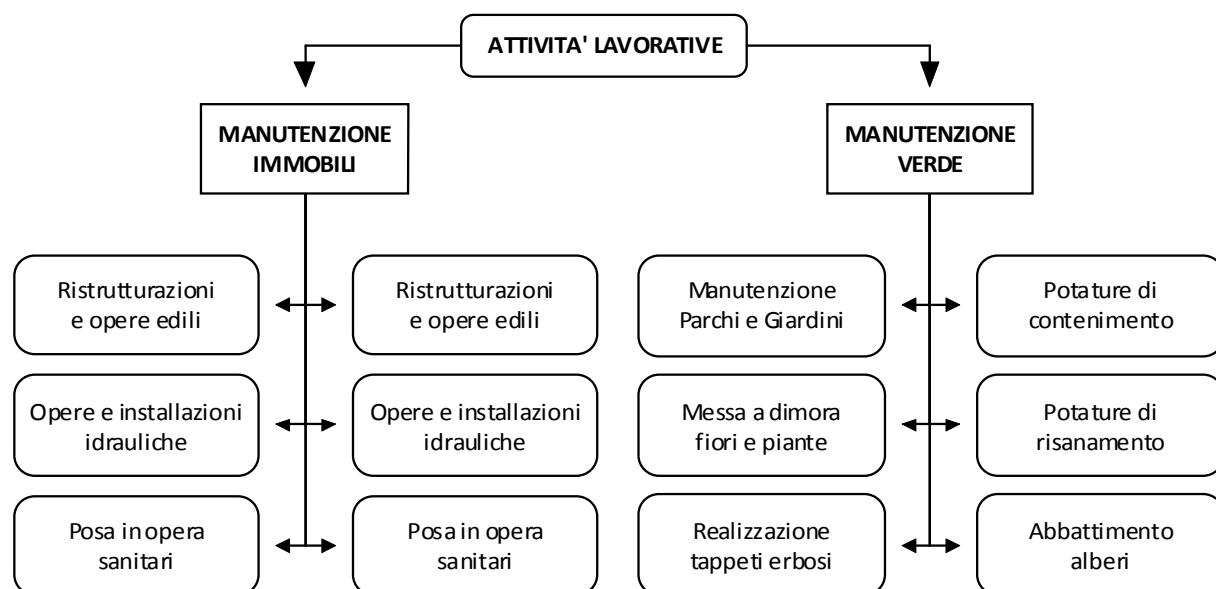 ATTIVITA' LAVORATIVE
MANUTENZIONE
IMMOBILI
MANUTENZIONE
VERDE
Ristrutturazioni
e opere edili
Ristrutturazioni
e opere edili
Manutenzione
Parchi e Giardini
Potature di
contenimento
Opere e installazioni
idrauliche
Opere e installazioni
idrauliche
Messa a dimora
fiori e piante
Potature di
risanamento
Posa in opera
sanitari
Posa in opera
sanitari
Realizzazione
tappeti erbosi
Abbattimento
alberi